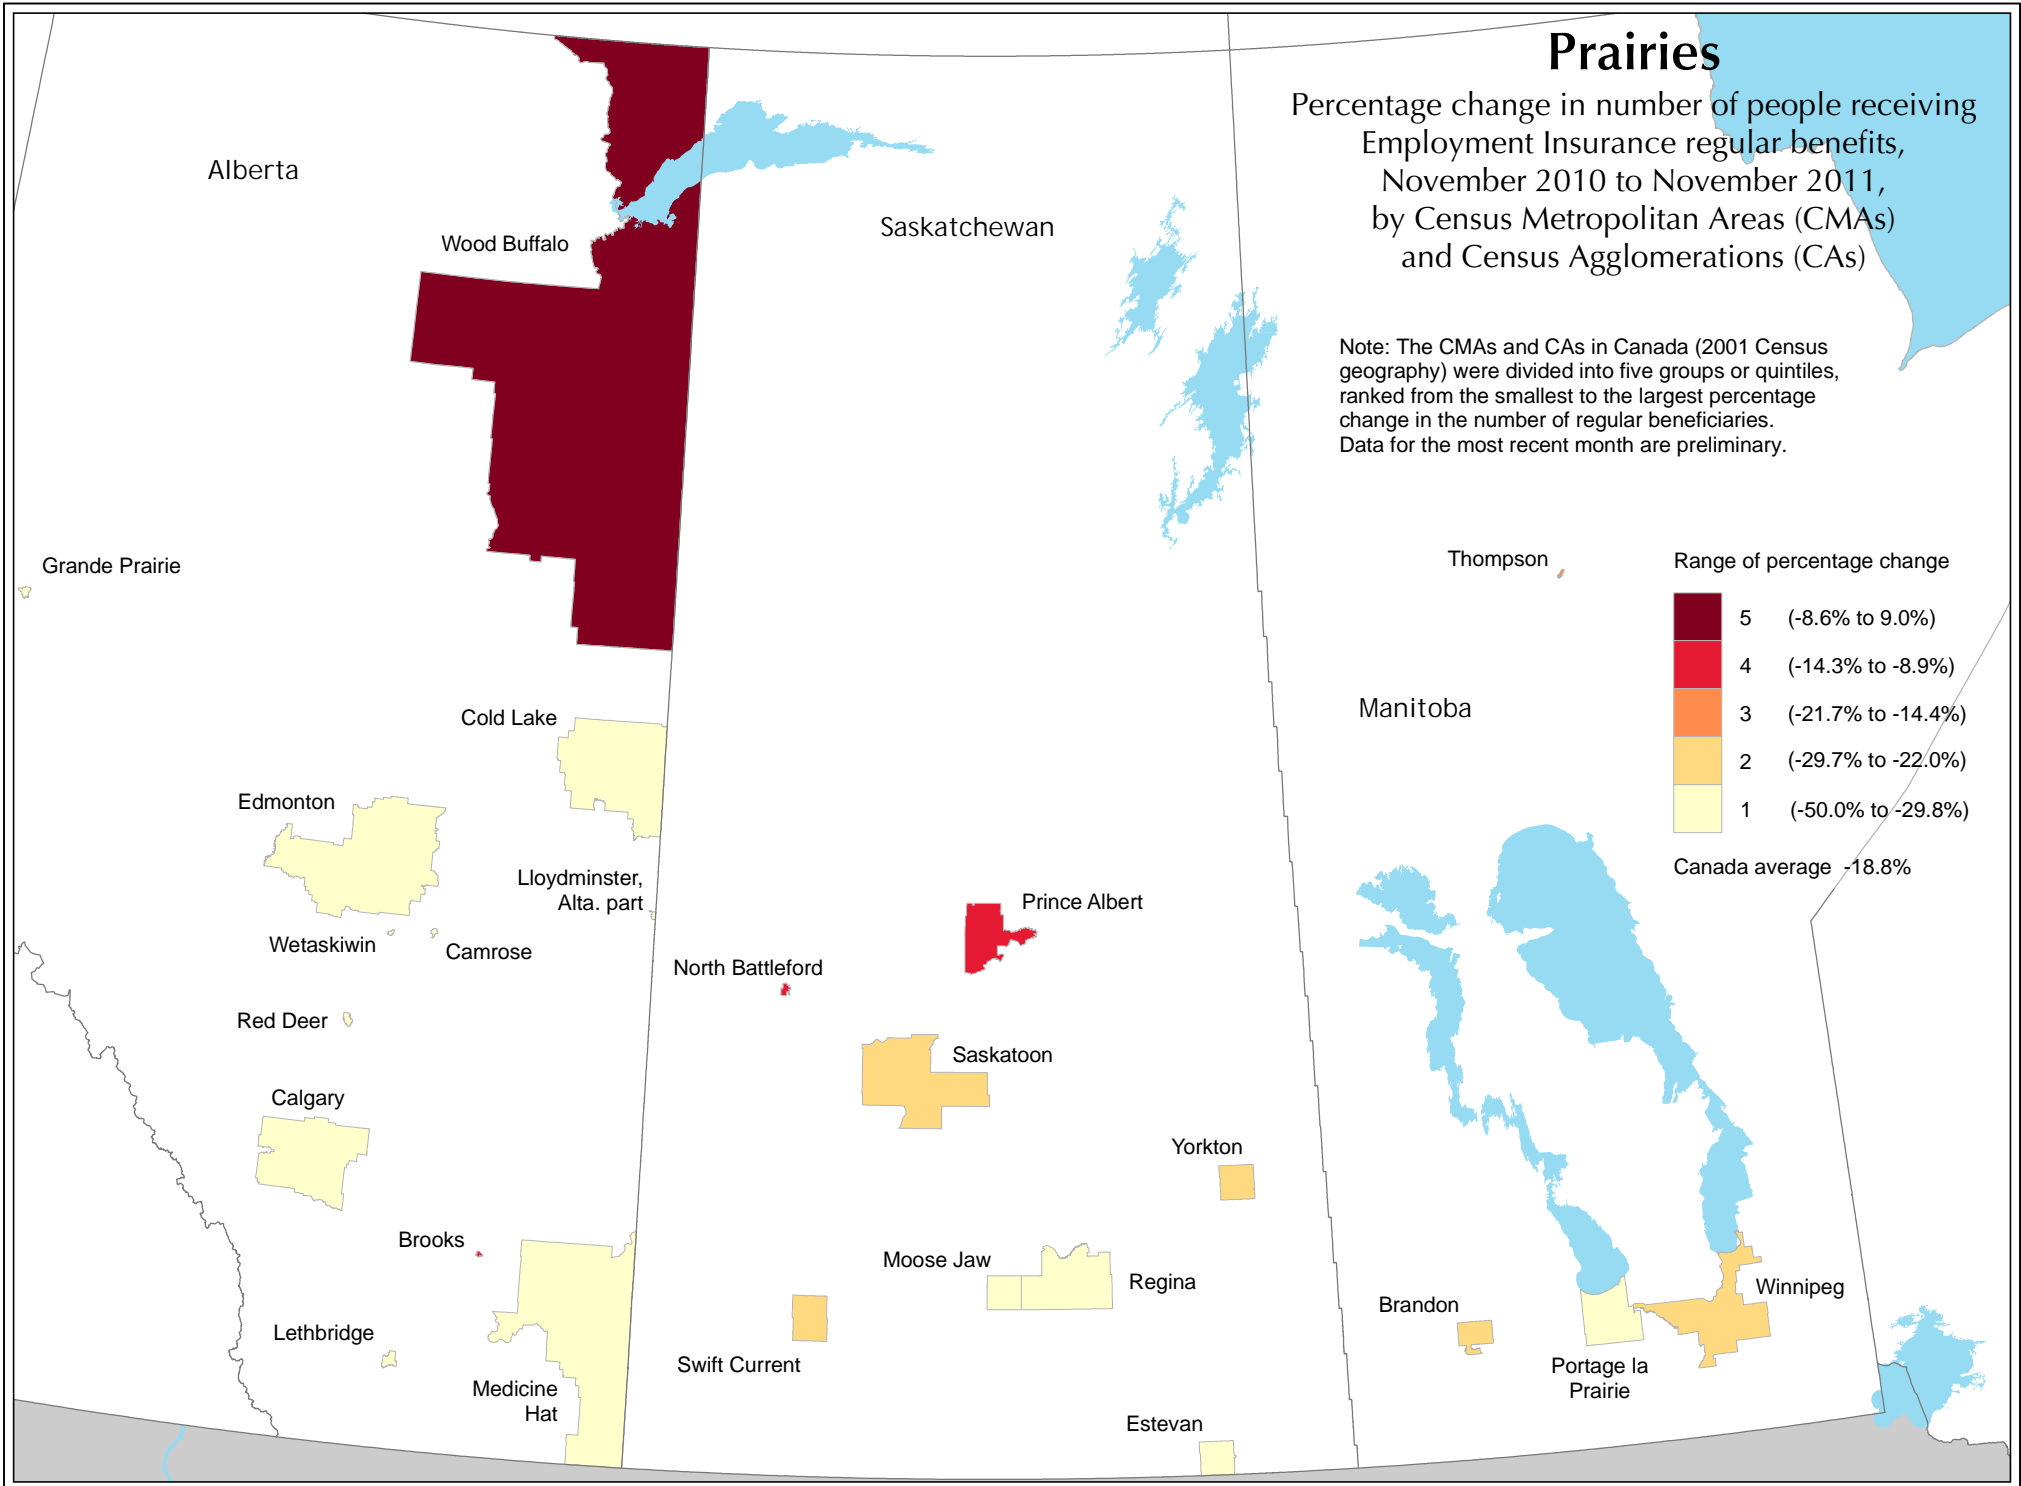 Prairies
Percentage change in number of people receiving
Employment Insurance regular benefits,
November 2010 to November 2011,
by Census Metropolitan Areas (CMAs)
and Census Agglomerations (CAs)
Note: The CMAs and CAs in Canada (2001 Census
geography) were divided into five groups or quintiles,
ranked from the smallest to the largest percentage
change in the number of regular beneficiaries.
Data for the most recent month are preliminary.
Alberta
Saskatchewan
Wood Buffalo
Grande Prairie
Thompson
Range of percentage change
5 (-8.6% to 9.0%)
4 (-14.3% to -8.9%)
3 (-21.7% to -14.4%)
2 (-29.7% to -22.0%)
1 (-50.0% to -29.8%)
Canada average -18.8%
Manitoba
Cold Lake
Edmonton
Lloydminster,
Alta. part
Wetaskiwin
Camrose
Prince Albert
North Battleford
Red Deer
Saskatoon
Calgary
Yorkton
Brooks
Moose Jaw
Regina
Winnipeg
Brandon
Lethbridge
Swift Current
Portage la
Prairie
Medicine
Hat
Estevan